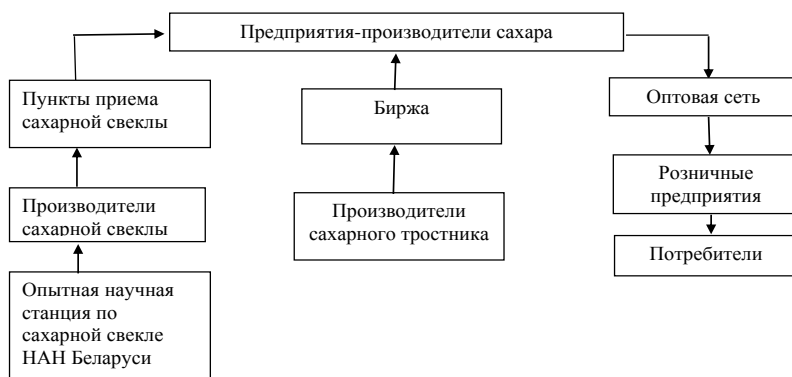 Предприятия-производители сахара
Пункты приема
сахарной свеклы
Биржа
Оптовая сеть
Розничные
предприятия
Производители
сахарной свеклы
Производители
сахарного тростника
Потребители
Опытная научная
станция по
сахарной свекле
НАН Беларуси